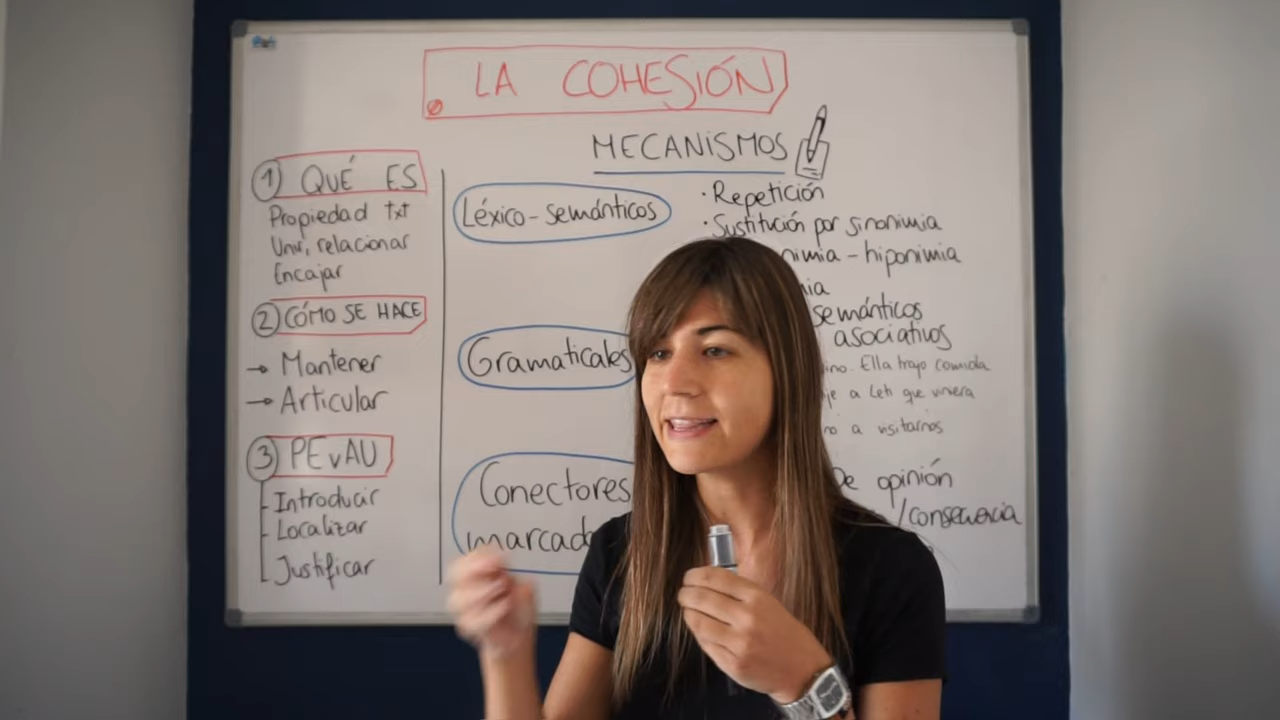 LA COHESIÓN
MECANISMOS
1 QUÉ ES
Propiedad txt
Unir, relacionar
Encajar
2 CÓMO SE HACE
→ Mantener
→ Articular
3 PEvAU
- Introducir
- Localizar
- Justificar
Léxico-semánticos
Gramaticales
Conectores
· Repetición
· Sustitución por sinonimia
nimia - hiponimia
semánticos
asociativos
Ella trajo comida
a Leti que viniera
a visitarnos
De opinión
/consecuencia